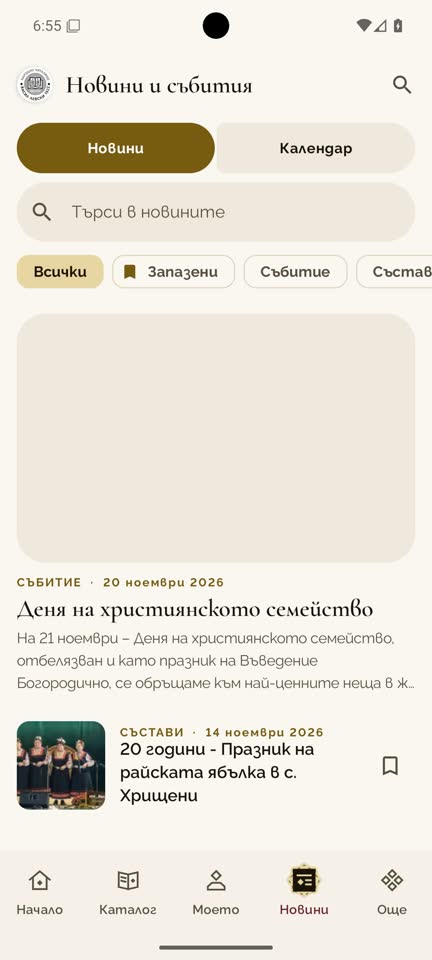 6:55
Новини и събития
Новини
Календар
Търси в новините
Всички
Запазени
Събитие
Състав
СЪБИТИЕ · 20 ноември 2026
Деня на християнското семейство
На 21 ноември – Деня на християнското семейство,
отбелязван и като празник на Въведение
Богородично, се обръщаме към най-ценните неща в ж…
СЪСТАВИ · 14 ноември 2026
20 години - Празник на
райската ябълка в с.
Хрищени
Начало
Каталог
Моето
Новини
Още